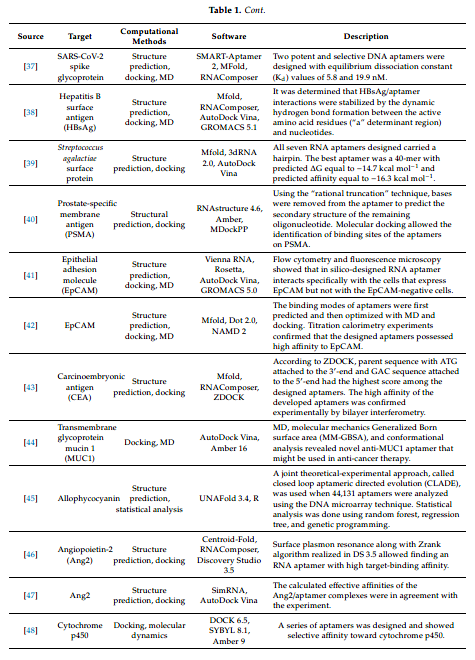 Table 1. Cont.
Source Target Computational Methods Software Description
[37] SARS-CoV-2 spike glycoprotein Structure prediction, docking, MD SMART-Aptamer 2, MFold, RNAComposer Two potent and selective DNA aptamers were
designed with equilibrium dissociation constant
(Kd) values of 5.8 and 19.9 nM.
[38] Hepatitis B surface antigen (HBsAg) Structure prediction, docking, MD Mfold, RNAComposer, AutoDock Vina, GROMACS 5.1 It was determined that HBsAg/aptamer
interactions were stabilized by the dynamic
hydrogen bond formation between the active
amino acid residues ("a" determinant region)
and nucleotides.
[39] Streptococcus agalactiae surface protein Structure prediction, docking Mfold, 3dRNA 2.0, AutoDock Vina All seven RNA aptamers designed carried a
hairpin. The best aptamer was a 40-mer with
predicted ΔG equal to −14.7 kcal mol−1 and
predicted affinity equal to −16.3 kcal mol−1.
[40] Prostate-specific membrane antigen (PSMA) Structural prediction, docking RNAstructure 4.6, Amber, MDockPP Using the "rational truncation" technique, bases
were removed from the aptamer to predict the
secondary structure of the remaining
oligonucleotide. Molecular docking allowed the
identification of binding sites of the aptamers
on PSMA.
[41] Epithelial adhesion molecule (EpCAM) Structure prediction, docking, MD Vienna RNA, Rosetta, AutoDock Vina, GROMACS 5.0 Flow cytometry and fluorescence microscopy
showed that in silico-designed RNA aptamer
interacts specifically with the cells that express
EpCAM but not with the EpCAM-negative cells.
[42] EpCAM Structure prediction, docking, MD Mfold, Dot 2.0, NAMD 2 The binding modes of aptamers were first
predicted and then optimized with MD and
docking. Titration calorimetry experiments
confirmed that the designed aptamers possessed
high affinity to EpCAM.
[43] Carcinoembryonic antigen (CEA) Structure prediction, docking Mfold, RNAComposer, ZDOCK According to ZDOCK, parent sequence with ATG
attached to the 3′-end and GAC sequence attached
to the 5′-end had the highest score among the
designed aptamers. The high affinity of the
developed aptamers was confirmed
experimentally by bilayer interferometry.
[44] Transmembrane glycoprotein mucin 1 (MUC1) Docking, MD AutoDock Vina, Amber 16 MD, molecular mechanics Generalized Born
surface area (MM-GBSA), and conformational
analysis revealed novel anti-MUC1 aptamer that
might be used in anti-cancer therapy.
[45] Allophycocyanin Structure prediction, statistical analysis UNAFold 3.4, R A joint theoretical-experimental approach, called
closed loop aptameric directed evolution (CLADE),
was used when 44,131 aptamers were analyzed
using the DNA microarray technique. Statistical
analysis was done using random forest, regression
tree, and genetic programming.
[46] Angiopoietin-2 (Ang2) Structure prediction, docking Centroid-Fold, RNAComposer, Discovery Studio 3.5 Surface plasmon resonance along with Zrank
algorithm realized in DS 3.5 allowed finding an
RNA aptamer with high target-binding affinity.
[47] Ang2 Structure prediction, docking SimRNA, AutoDock Vina The calculated effective affinities of the
Ang2/aptamer complexes were in agreement with
the experiment.
[48] Cytochrome p450 Docking, molecular dynamics DOCK 6.5, SYBYL 8.1, Amber 9 A series of aptamers was designed and showed
selective affinity toward cytochrome p450.